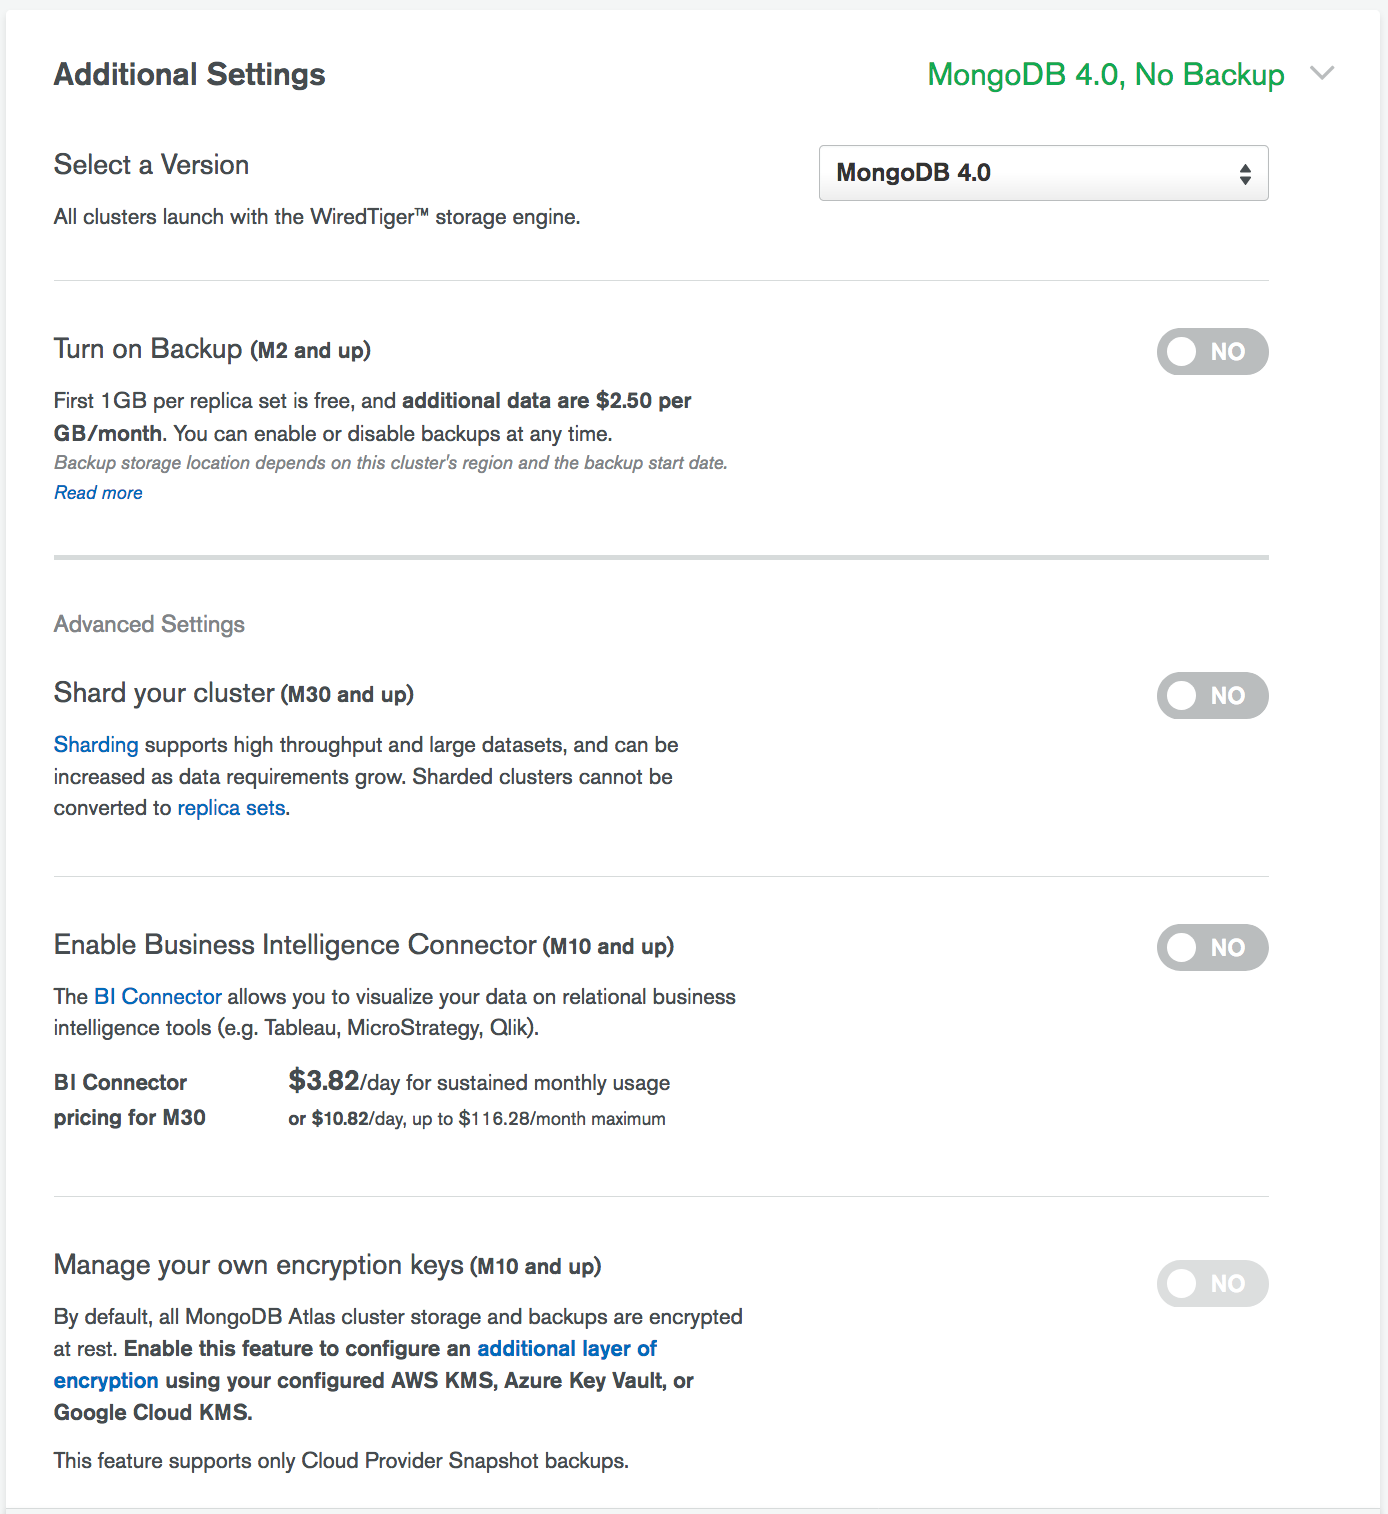 Additional Settings
MongoDB 4.0, No Backup
Select a Version
MongoDB 4.0
All clusters launch with the WiredTiger™ storage engine.
Turn on Backup (M2 and up)
NO
First 1GB per replica set is free, and additional data are $2.50 per
GB/month. You can enable or disable backups at any time.
Backup storage location depends on this cluster's region and the backup start date.
Read more
Advanced Settings
Shard your cluster (M30 and up)
NO
Sharding supports high throughput and large datasets, and can be
increased as data requirements grow. Sharded clusters cannot be
converted to replica sets.
Enable Business Intelligence Connector (M10 and up)
NO
The BI Connector allows you to visualize your data on relational business
intelligence tools (e.g. Tableau, MicroStrategy, Qlik).
BI Connector $3.82/day for sustained monthly usage
pricing for M30 or $10.82/day, up to $116.28/month maximum
Manage your own encryption keys (M10 and up)
NO
By default, all MongoDB Atlas cluster storage and backups are encrypted
at rest. Enable this feature to configure an additional layer of
encryption using your configured AWS KMS, Azure Key Vault, or
Google Cloud KMS.
This feature supports only Cloud Provider Snapshot backups.